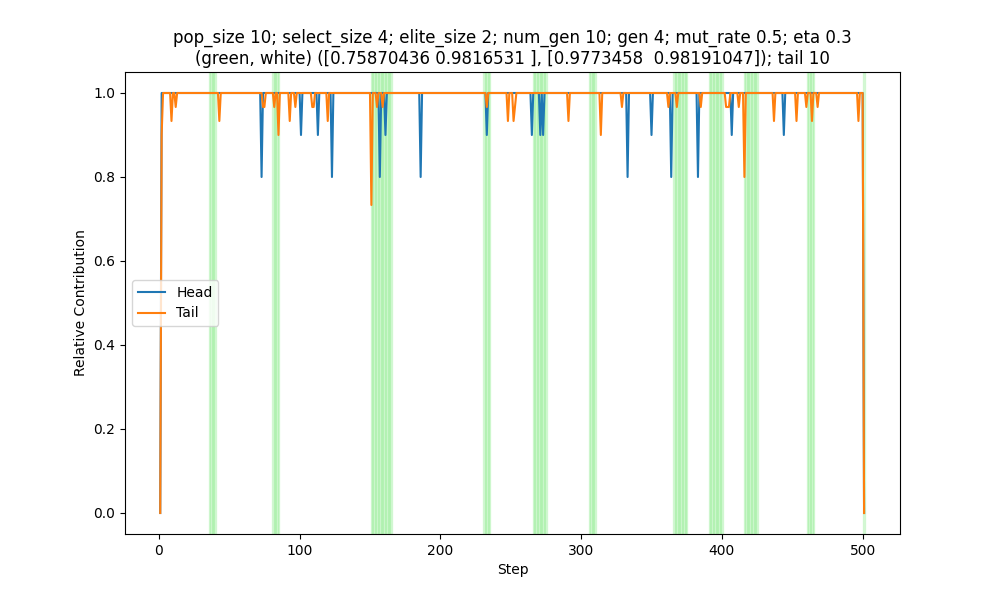 pop_size 10; select_size 4; elite_size 2; num_gen 10; gen 4; mut_rate 0.5; eta 0.3
(green, white) ([0.75870436 0.9816531 ], [0.9773458  0.98191047]); tail 10
1.0
0.8
0.6
0.4
0.2
0.0
Relative Contribution
Head
Tail
0
100
200
300
400
500
Step